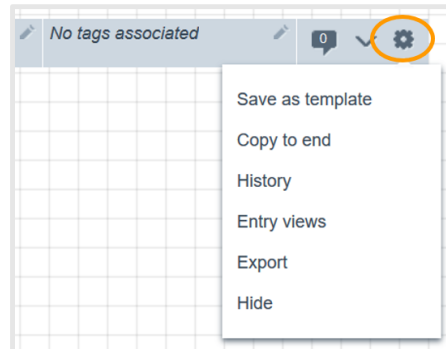 No tags associated
0
Save as template
Copy to end
History
Entry views
Export
Hide